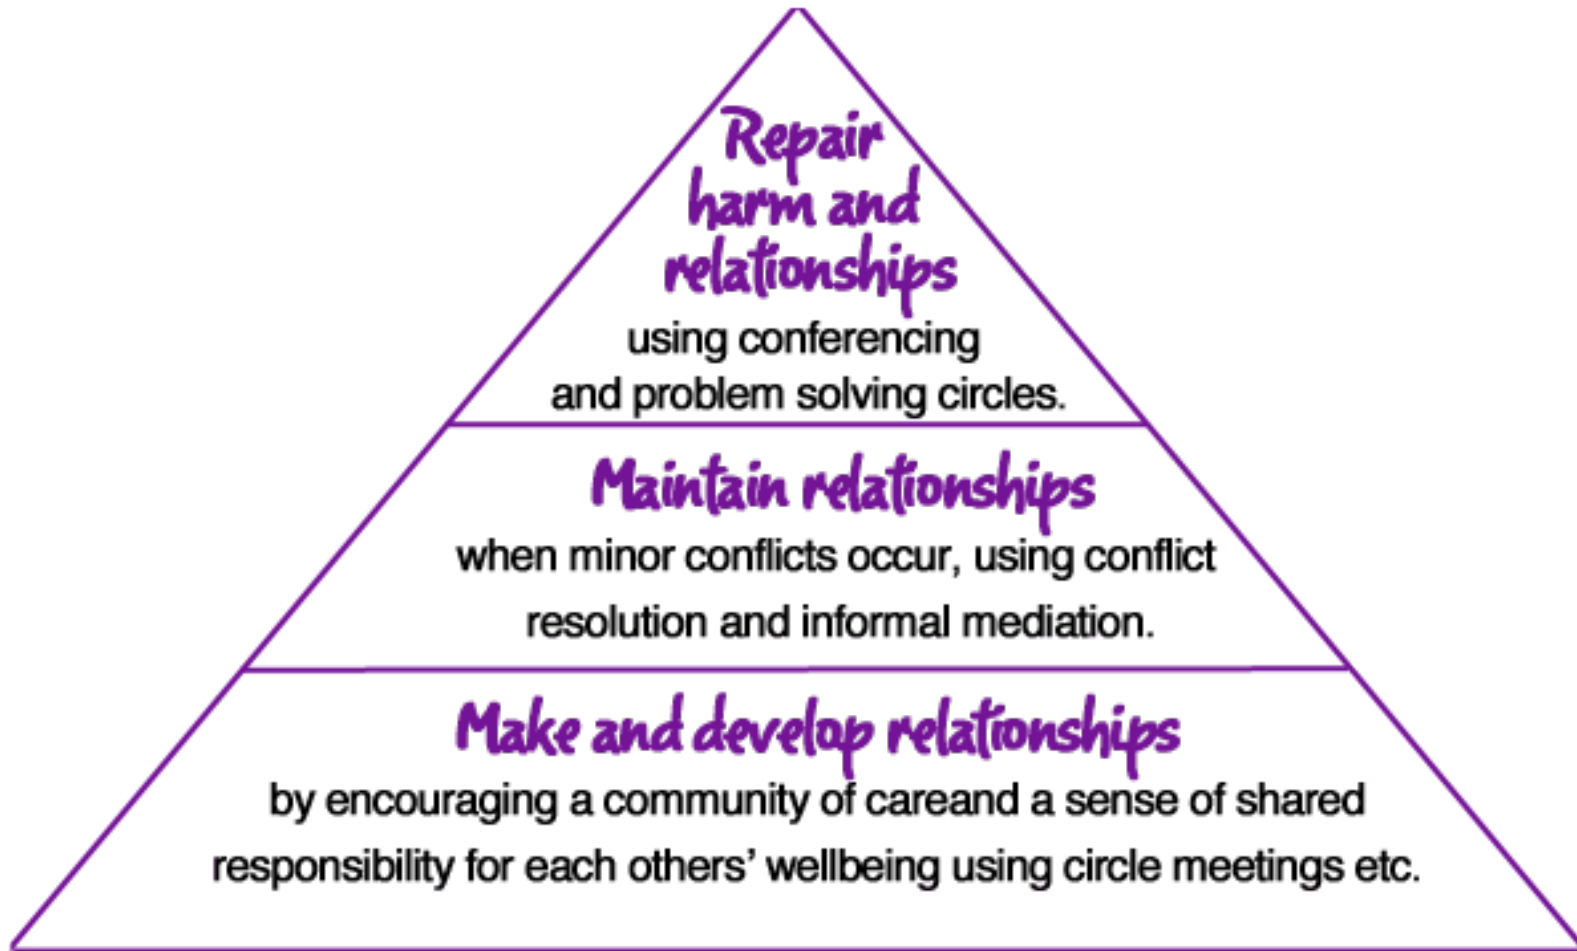 Repair
harm and
relationships
using conferencing
and problem solving circles.
Maintain relationships
when minor conflicts occur, using conflict
resolution and informal mediation.
Make and develop relationships
by encouraging a community of careand a sense of shared
responsibility for each others’ wellbeing using circle meetings etc.